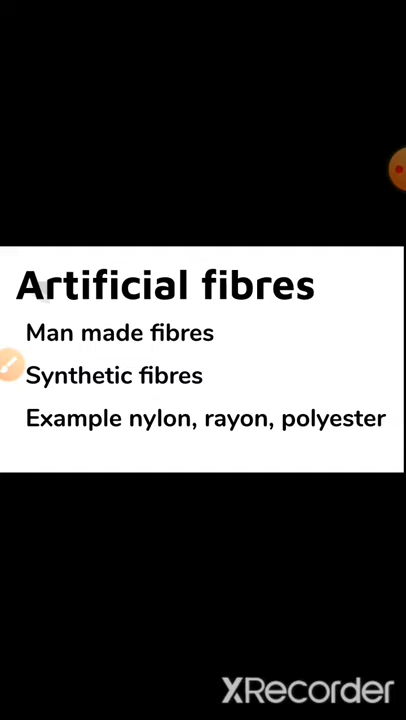 Artificial fibres
Man made fibres
Synthetic fibres
Example nylon, rayon, polyester
XRecorder